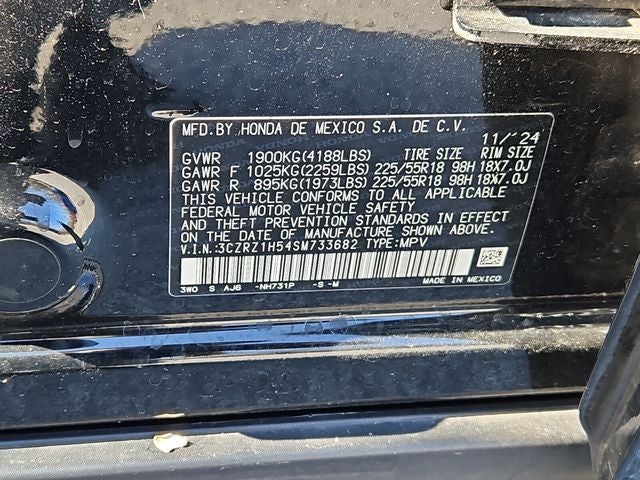 MFD. BY HONDA DE MEXICO S.A. DE C.V.
11/'24
GVWR 1900KG(4188LBS) TIRE SIZE RIM SIZE
GAWR F 1025KG(2259LBS) 225/55R18 98H 18X7.0J
GAWR R 895KG(1973LBS) 225/55R18 98H 18X7.0J
THIS VEHICLE CONFORMS TO ALL APPLICABLE
FEDERAL MOTOR VEHICLE SAFETY
AND THEFT PREVENTION STANDARDS IN EFFECT
ON THE DATE OF MANUFACTURE SHOWN ABOVE.
V.I.N.:3CZRZ1H54SM733682 TYPE:MPV
MADE IN MEXICO
3W0 S AJ6 -NH731P -S -M